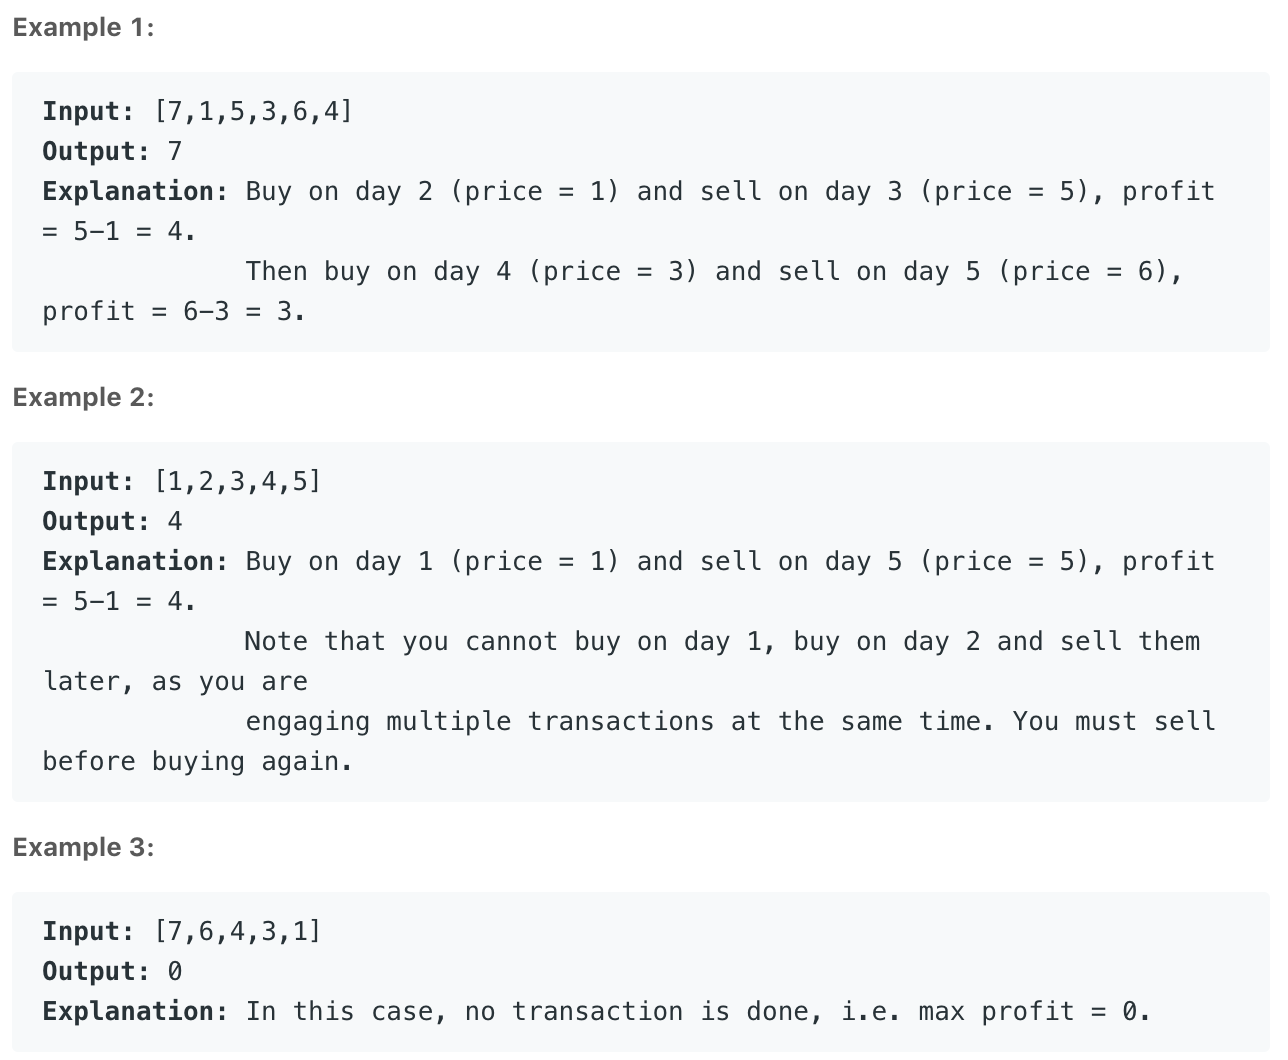 Example 1:
Input: [7,1,5,3,6,4]
Output: 7
Explanation: Buy on day 2 (price = 1) and sell on day 3 (price = 5), profit
= 5-1 = 4.
Then buy on day 4 (price = 3) and sell on day 5 (price = 6),
profit = 6-3 = 3.
Example 2:
Input: [1,2,3,4,5]
Output: 4
Explanation: Buy on day 1 (price = 1) and sell on day 5 (price = 5), profit
= 5-1 = 4.
Note that you cannot buy on day 1, buy on day 2 and sell them
later, as you are
engaging multiple transactions at the same time. You must sell
before buying again.
Example 3:
Input: [7,6,4,3,1]
Output: 0
Explanation: In this case, no transaction is done, i.e. max profit = 0.